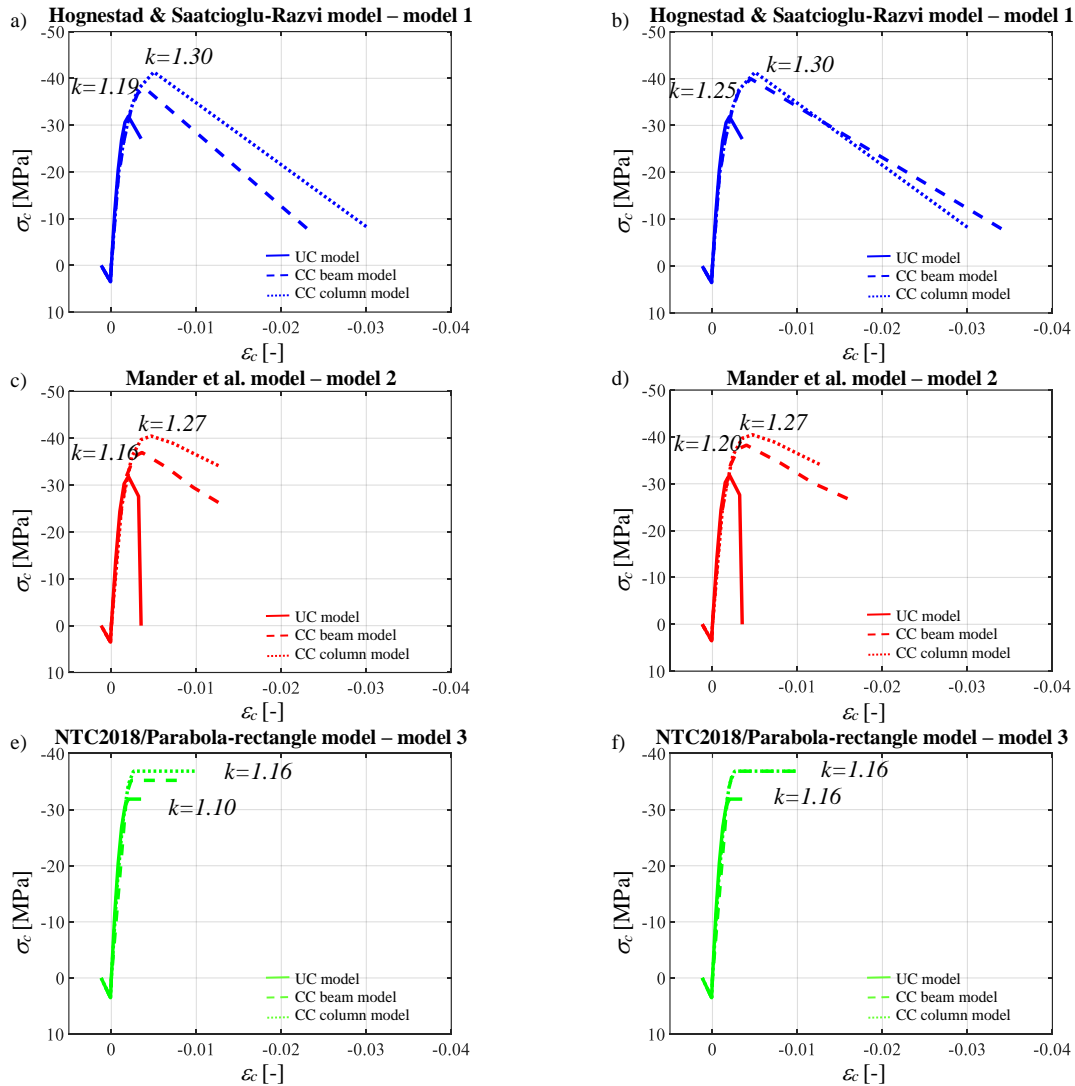 a) Hognestad & Saatcioglu-Razvi model – model 1
-50
-40
-30
-20
-10
0
10
σc [MPa]
k=1.30
k=1.19
UC model
CC beam model
CC column model
0 -0.01 -0.02 -0.03 -0.04
εc [-]
b) Hognestad & Saatcioglu-Razvi model – model 1
-50
-40
-30
-20
-10
0
10
σc [MPa]
k=1.30
k=1.25
UC model
CC beam model
CC column model
0 -0.01 -0.02 -0.03 -0.04
εc [-]
c) Mander et al. model – model 2
-50
-40
-30
-20
-10
0
10
σc [MPa]
k=1.27
k=1.16
UC model
CC beam model
CC column model
0 -0.01 -0.02 -0.03 -0.04
εc [-]
d) Mander et al. model – model 2
-50
-40
-30
-20
-10
0
10
σc [MPa]
k=1.27
k=1.20
UC model
CC beam model
CC column model
0 -0.01 -0.02 -0.03 -0.04
εc [-]
e) NTC2018/Parabola-rectangle model – model 3
-40
-30
-20
-10
0
10
σc [MPa]
k=1.16
k=1.10
UC model
CC beam model
CC column model
0 -0.01 -0.02 -0.03 -0.04
εc [-]
f) NTC2018/Parabola-rectangle model – model 3
-40
-30
-20
-10
0
10
σc [MPa]
k=1.16
k=1.16
UC model
CC beam model
CC column model
0 -0.01 -0.02 -0.03 -0.04
εc [-]